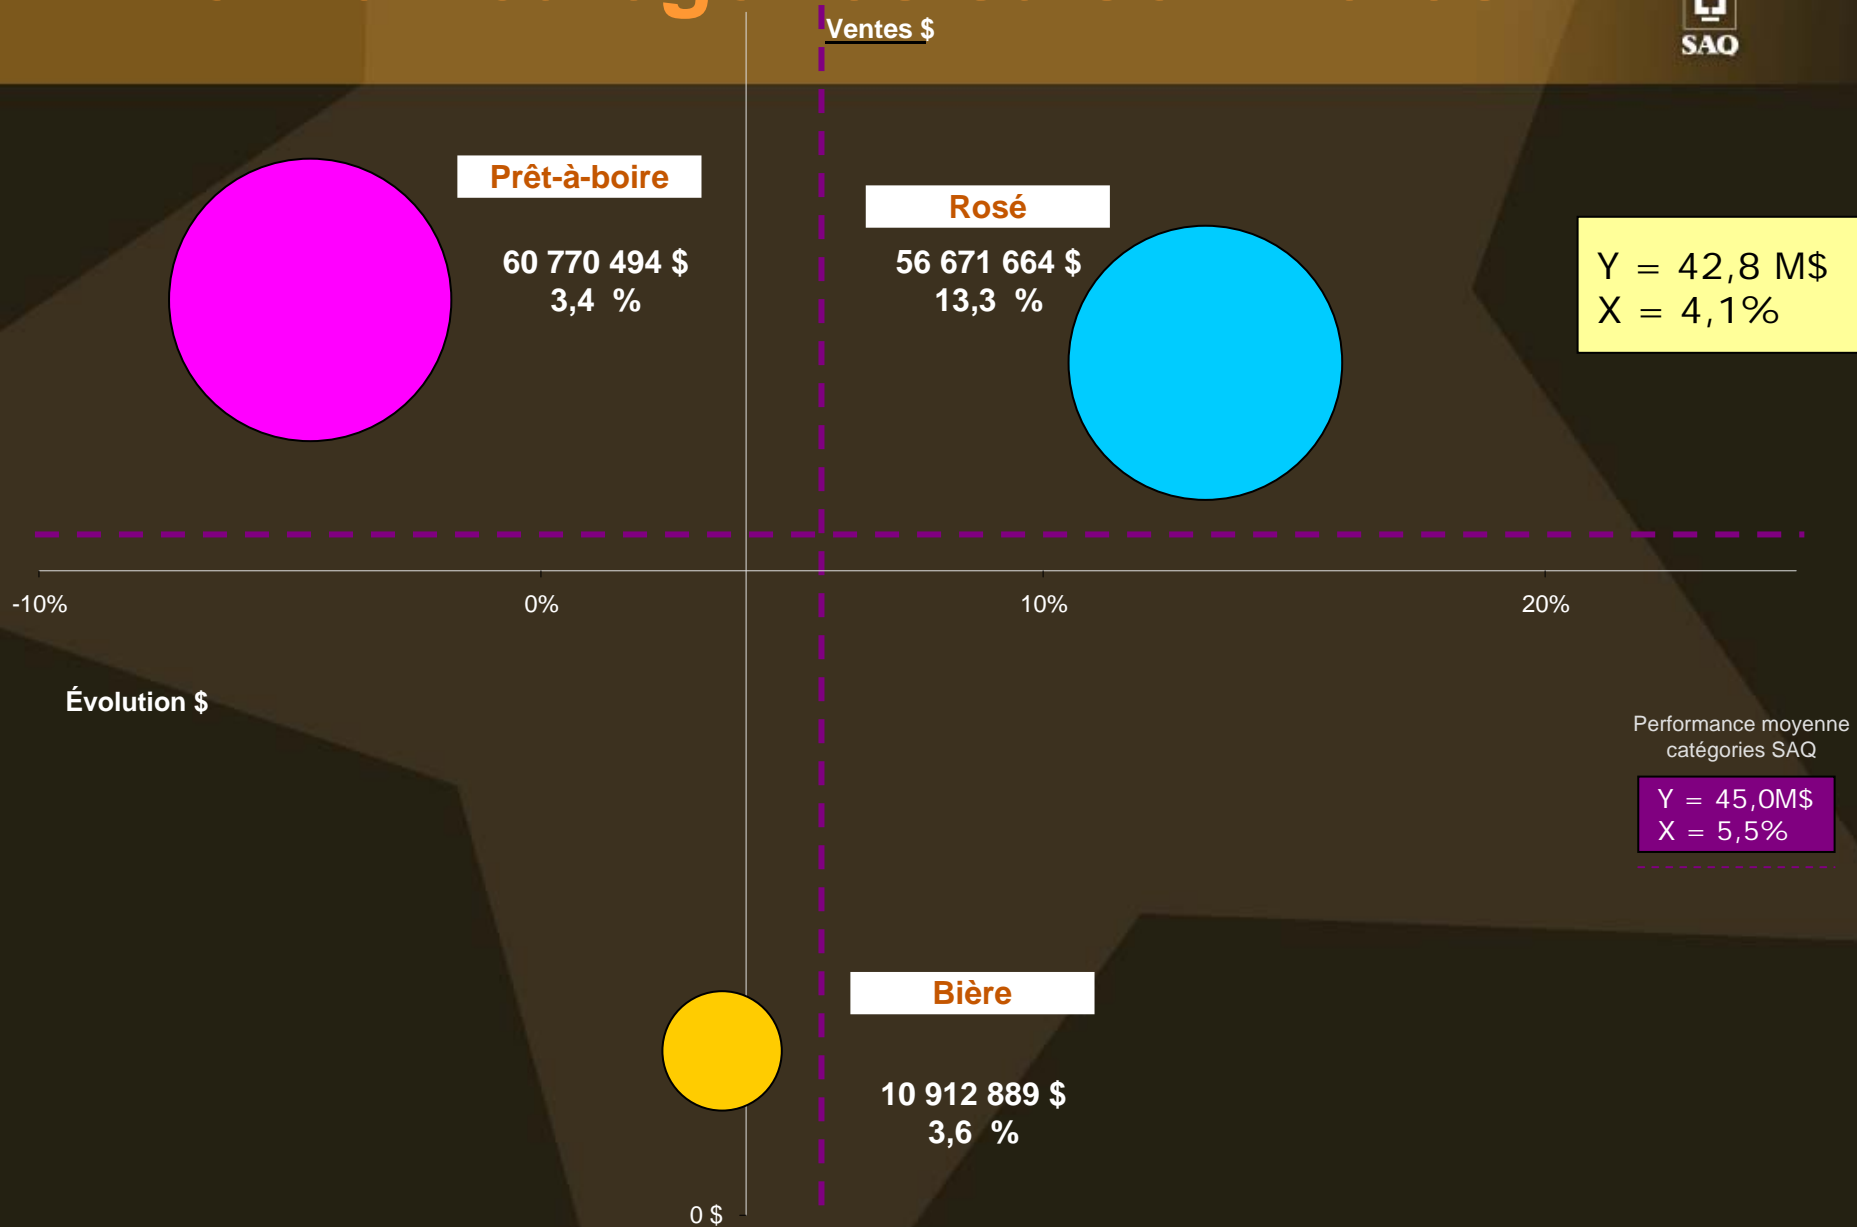 Ventes $
SAQ
Prêt-à-boire
60 770 494 $
3,4 %
Rosé
56 671 664 $
13,3 %
Y = 42,8 M$
X = 4,1%
-10%
0%
10%
20%
Évolution $
Performance moyenne
catégories SAQ
Y = 45,0M$
X = 5,5%
Bière
10 912 889 $
3,6 %
0 $